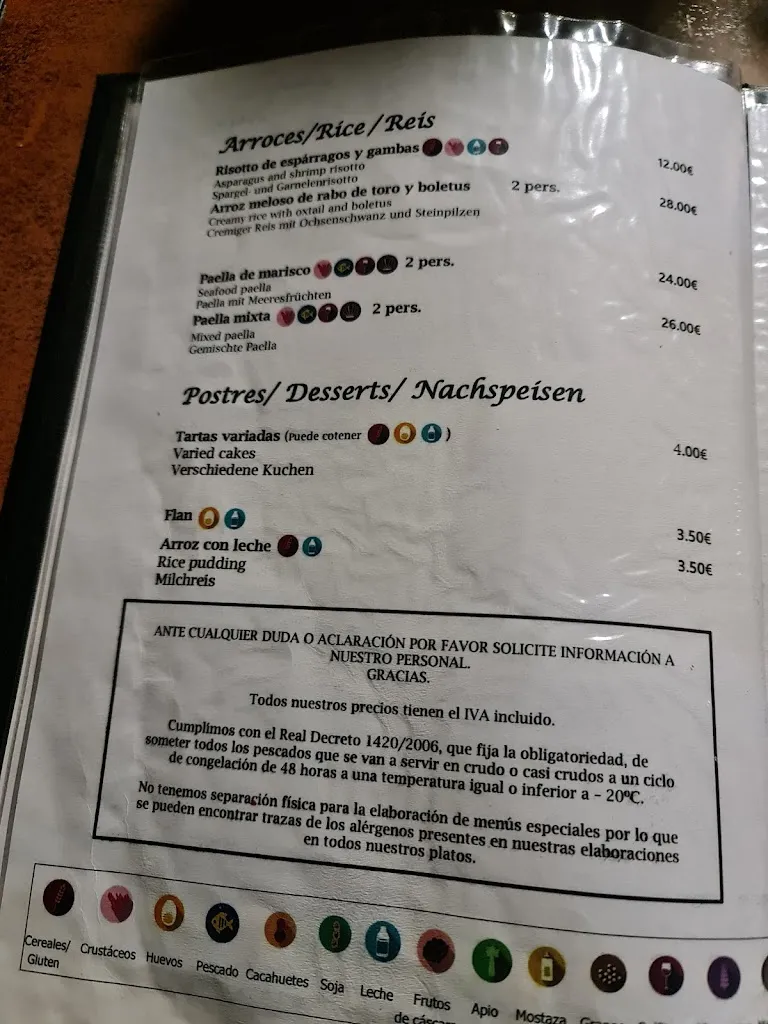 Arroces/Rice/Reis
Risotto de espárragos y gambas 12.00€
Asparagus and shrimp risotto
Spargel- und Garnelenrisotto
Arroz meloso de rabo de toro y boletus 2 pers. 28.00€
Creamy rice with oxtail and boletus
Cremiger Reis mit Ochsenschwanz und Steinpilzen
Paella de marisco 2 pers. 24.00€
Seafood paella
Paella mit Meeresfrüchten
Paella mixta 2 pers. 26.00€
Mixed paella
Gemischte Paella
Postres/ Desserts/ Nachspeisen
Tartas variadas (Puede cotener ) 4.00€
Varied cakes
Verschiedene Kuchen
Flan 3.50€
Arroz con leche 3.50€
Rice pudding
Milchreis
ANTE CUALQUIER DUDA O ACLARACIÓN POR FAVOR SOLICITE INFORMACIÓN A
NUESTRO PERSONAL.
GRACIAS.
Todos nuestros precios tienen el IVA incluido.
Cumplimos con el Real Decreto 1420/2006, que fija la obligatoriedad, de
someter todos los pescados que se van a servir en crudo o casi crudos a un ciclo
de congelación de 48 horas a una temperatura igual o inferior a – 20ºC.
No tenemos separación física para la elaboración de menús especiales por lo que
se pueden encontrar trazas de los alérgenos presentes en nuestras elaboraciones
en todos nuestros platos.
Cereales/ Crustáceos Huevos Pescado Cacahuetes Soja Leche Frutos Apio Mostaza
Gluten de